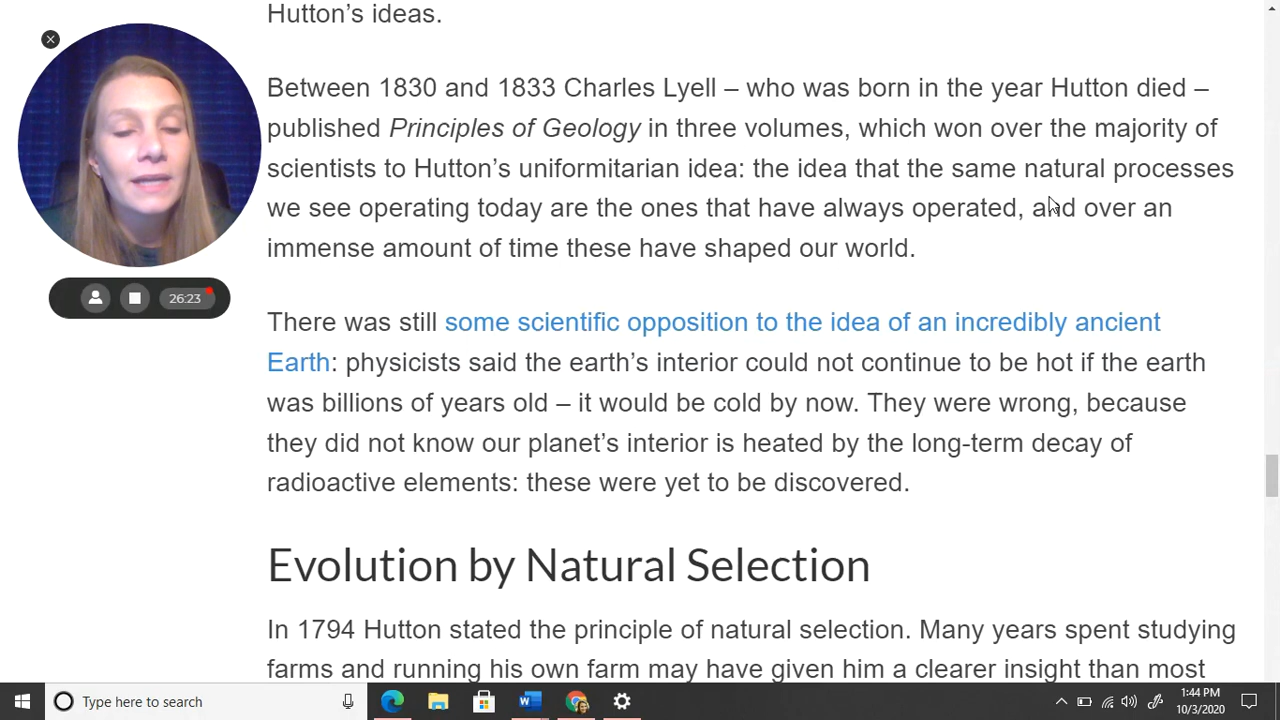 Hutton’s ideas.
Between 1830 and 1833 Charles Lyell – who was born in the year Hutton died –
published Principles of Geology in three volumes, which won over the majority of
scientists to Hutton’s uniformitarian idea: the idea that the same natural processes
we see operating today are the ones that have always operated, and over an
immense amount of time these have shaped our world.
26:23
There was still some scientific opposition to the idea of an incredibly ancient
Earth: physicists said the earth’s interior could not continue to be hot if the earth
was billions of years old – it would be cold by now. They were wrong, because
they did not know our planet’s interior is heated by the long-term decay of
radioactive elements: these were yet to be discovered.
Evolution by Natural Selection
In 1794 Hutton stated the principle of natural selection. Many years spent studying
farms and running his own farm may have given him a clearer insight than most
Type here to search
1:44 PM
10/3/2020